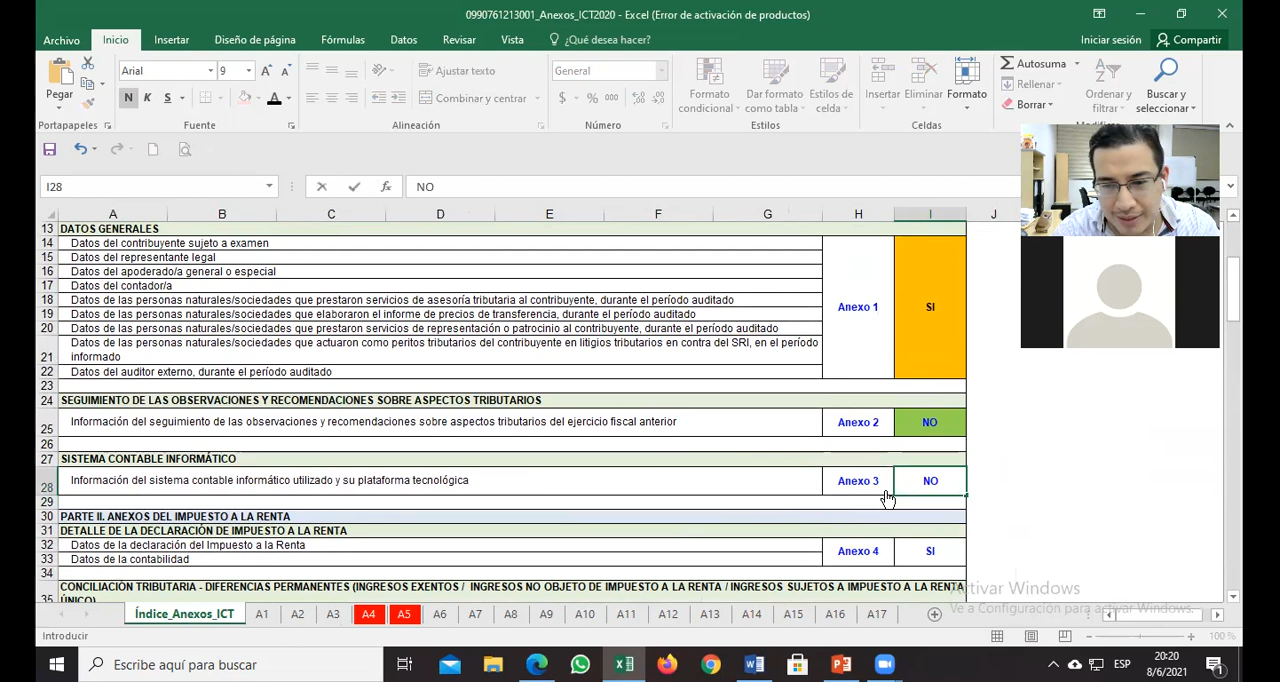 0990761213001_Anexos_ICT2020 - Excel (Error de activación de productos)
Archivo Inicio Insertar Diseño de página Fórmulas Datos Revisar Vista ¿Qué desea hacer? Iniciar sesión Compartir
Arial 9 Ajustar texto General Autosuma
Rellenar
Pegar N K S Combinar y centrar $ % 000 Formato condicional Dar formato como tabla Estilos de celda Insertar Eliminar Formato Borrar Ordenar y filtrar Buscar y seleccionar
Portapapeles Fuente Alineación Número Estilos Celdas
I28 fx NO
A B C D E F G H I J
13 DATOS GENERALES
14 Datos del contribuyente sujeto a examen
15 Datos del representante legal
16 Datos del apoderado/a general o especial
17 Datos del contador/a
18 Datos de las personas naturales/sociedades que prestaron servicios de asesoría tributaria al contribuyente, durante el período auditado
Anexo 1 SI
19 Datos de las personas naturales/sociedades que elaboraron el informe de precios de transferencia, durante el período auditado
20 Datos de las personas naturales/sociedades que prestaron servicios de representación o patrocinio al contribuyente, durante el período auditado
Datos de las personas naturales/sociedades que actuaron como peritos tributarios del contribuyente en litigios tributarios en contra del SRI, en el período
21 informado
22 Datos del auditor externo, durante el período auditado
23
24 SEGUIMIENTO DE LAS OBSERVACIONES Y RECOMENDACIONES SOBRE ASPECTOS TRIBUTARIOS
25 Información del seguimiento de las observaciones y recomendaciones sobre aspectos tributarios del ejercicio fiscal anterior Anexo 2 NO
26
27 SISTEMA CONTABLE INFORMÁTICO
28 Información del sistema contable informático utilizado y su plataforma tecnológica Anexo 3 NO
29
30 PARTE II. ANEXOS DEL IMPUESTO A LA RENTA
31 DETALLE DE LA DECLARACIÓN DE IMPUESTO A LA RENTA
32 Datos de la declaración del Impuesto a la Renta
Anexo 4 SI
33 Datos de la contabilidad
34
CONCILIACIÓN TRIBUTARIA - DIFERENCIAS PERMANENTES (INGRESOS EXENTOS / INGRESOS NO OBJETO DE IMPUESTO A LA RENTA / INGRESOS SUJETOS A IMPUESTO A LA RENTA
35 ÚNICO)
Activar Windows
Ve a Configuración para activar Windows.
Índice_Anexos_ICT A1 A2 A3 A4 A5 A6 A7 A8 A9 A10 A11 A12 A13 A14 A15 A16 A17
Introducir 100 %
Escribe aquí para buscar ESP 20:20
8/6/2021